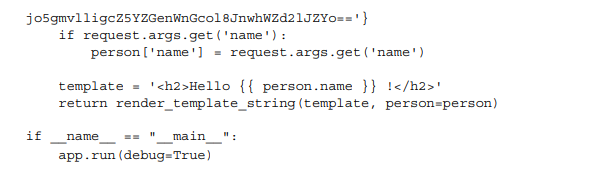 jo5gmvlligcZ5YZGenWnGcol8JnwhWZd2lJZYo=='}
if request.args.get('name'):
person['name'] = request.args.get('name')
template = '<h2>Hello {{ person.name }} !</h2>'
return render_template_string(template, person=person)
if __name__ == "__main__":
app.run(debug=True)